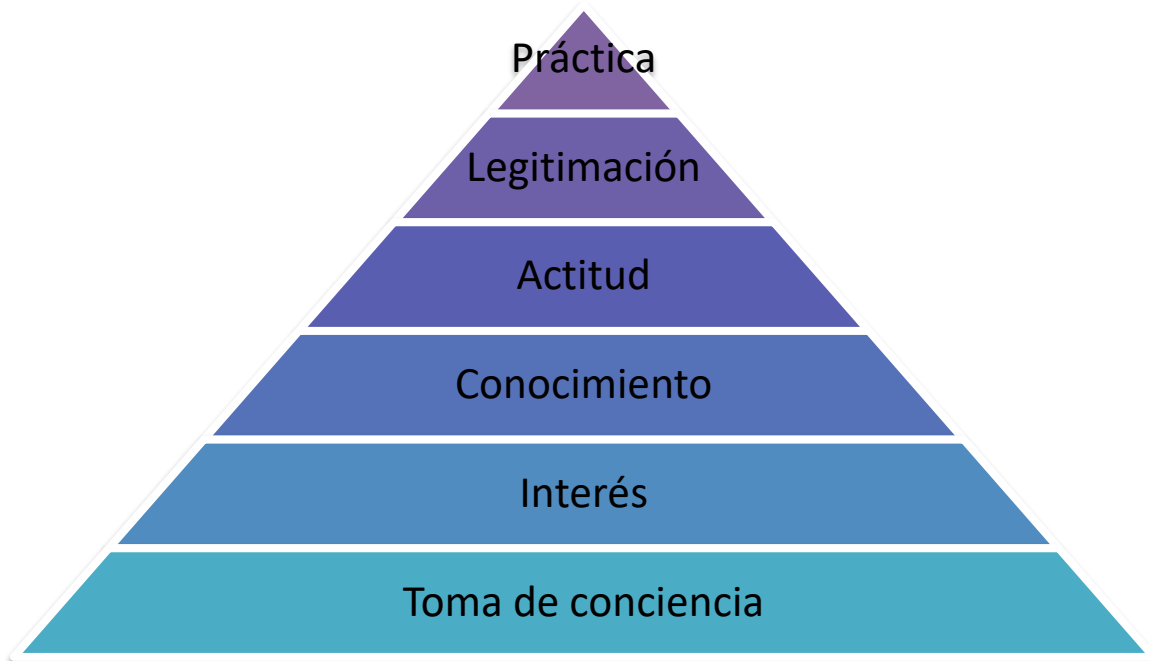 Práctica
Legitimación
Actitud
Conocimiento
Interés
Toma de conciencia